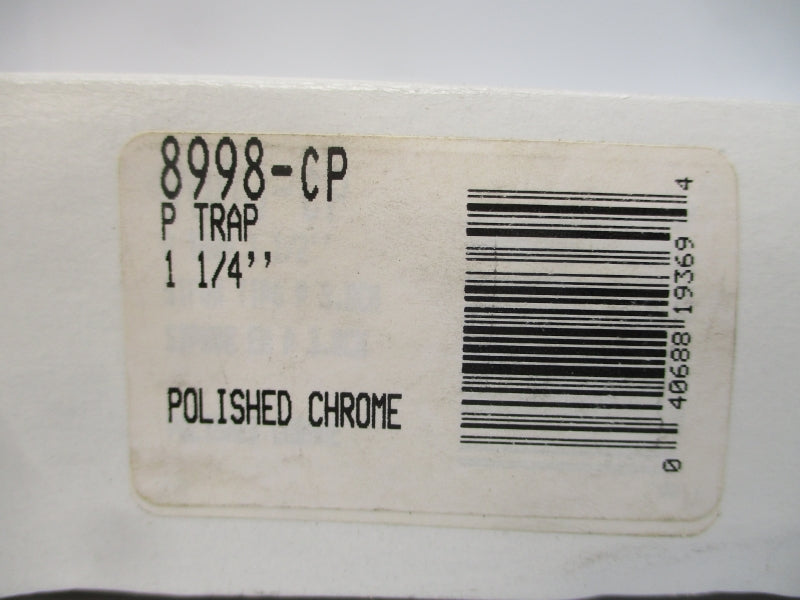 8998-CP
P TRAP
1 1/4''
POLISHED CHROME
0 40688 19369 4